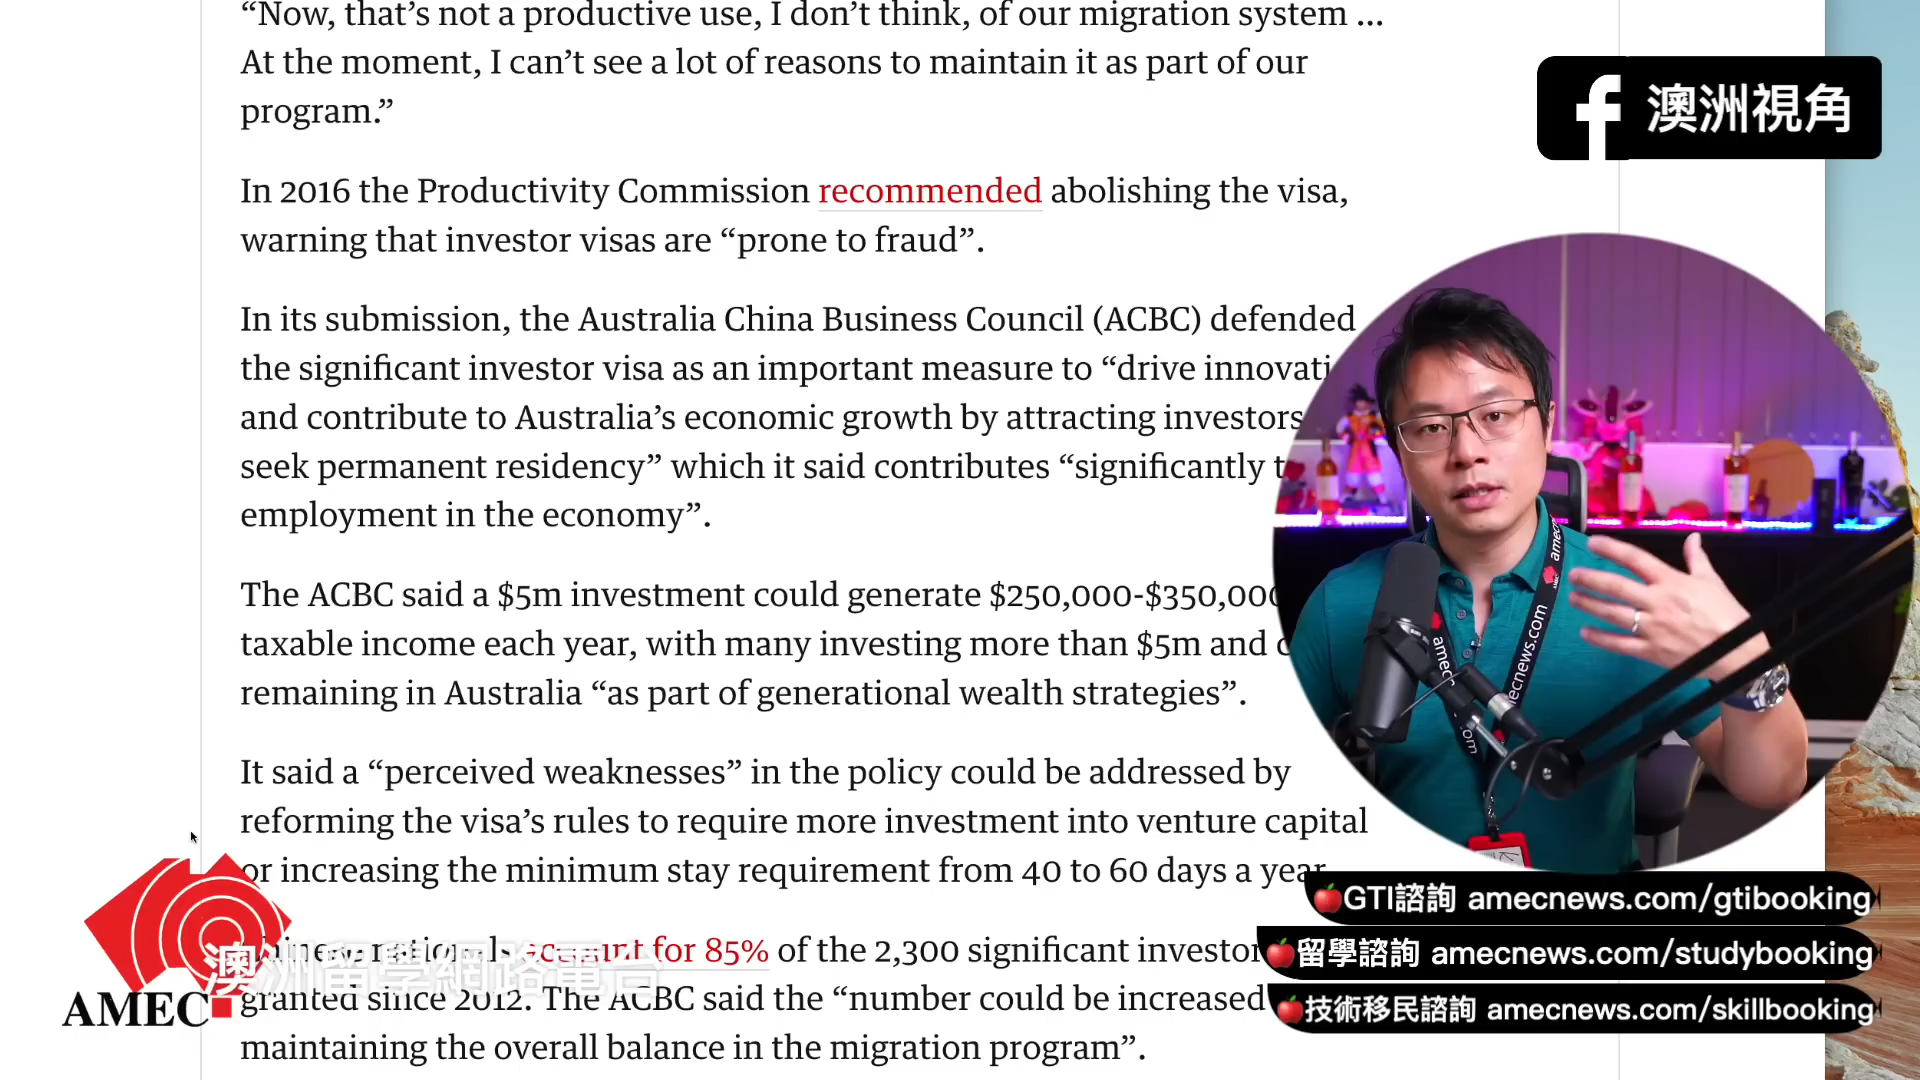 “Now, that’s not a productive use, I don’t think, of our migration system ...
At the moment, I can’t see a lot of reasons to maintain it as part of our
program.”
In 2016 the Productivity Commission recommended abolishing the visa,
warning that investor visas are “prone to fraud”.
In its submission, the Australia China Business Council (ACBC) defended
the significant investor visa as an important measure to “drive
and contribute to Australia’s economic growth by attracting investors
seek permanent residency” which it said contributes “significantly
employment in the economy”.
The ACBC said a $5m investment could generate
taxable income each year, with many investing more than $5m and
remaining in Australia “as part of generational wealth strategies”.
It said a “perceived weaknesses” in the policy could be addressed by
reforming the visa’s rules to require more investment into venture capital
or increasing the minimum stay requirement from 40 to 60 days a year
account for 85% of the 2,300 significant investor
granted since 2012. The ACBC said the “number could be increased
maintaining the overall balance in the migration program”.
f 澳洲視角
amecnews.com
🍎GTI諮詢 amecnews.com/gtibooking
🍎留學諮詢 amecnews.com/studybooking
🍎技術移民諮詢 amecnews.com/skillbooking
澳洲留學網路電台
AMEC